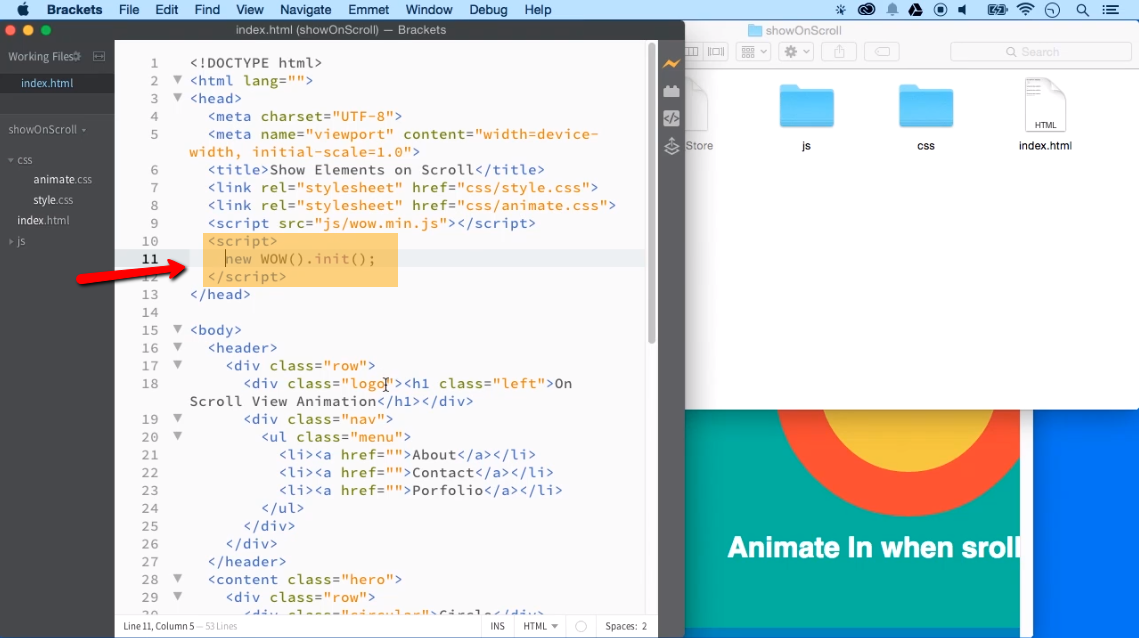 Brackets File Edit Find View Navigate Emmet Window Debug Help
index.html (showOnScroll) — Brackets
showOnScroll
Search
Working Files
index.html
showOnScroll
css
animate.css
style.css
index.html
js
1 <!DOCTYPE html>
2 <html lang="">
3 <head>
4 <meta charset="UTF-8">
5 <meta name="viewport" content="width=device-
width, initial-scale=1.0">
6 <title>Show Elements on Scroll</title>
7 <link rel="stylesheet" href="css/style.css">
8 <link rel="stylesheet" href="css/animate.css">
9 <script src="js/wow.min.js"></script>
10 <script>
11 new WOW().init();
12 </script>
13 </head>
14
15 <body>
16 <header>
17 <div class="row">
18 <div class="logo"><h1 class="left">On
Scroll View Animation</h1></div>
19 <div class="nav">
20 <ul class="menu">
21 <li><a href="">About</a></li>
22 <li><a href="">Contact</a></li>
23 <li><a href="">Porfolio</a></li>
24 </ul>
25 </div>
26 </div>
27 </header>
28 <content class="hero">
29 <div class="row">
30 <div class="circular">Circle</div>
Line 11, Column 5 — 53 Lines
INS HTML Spaces: 2
Store
js
css
HTML
index.html
Animate In when sroll